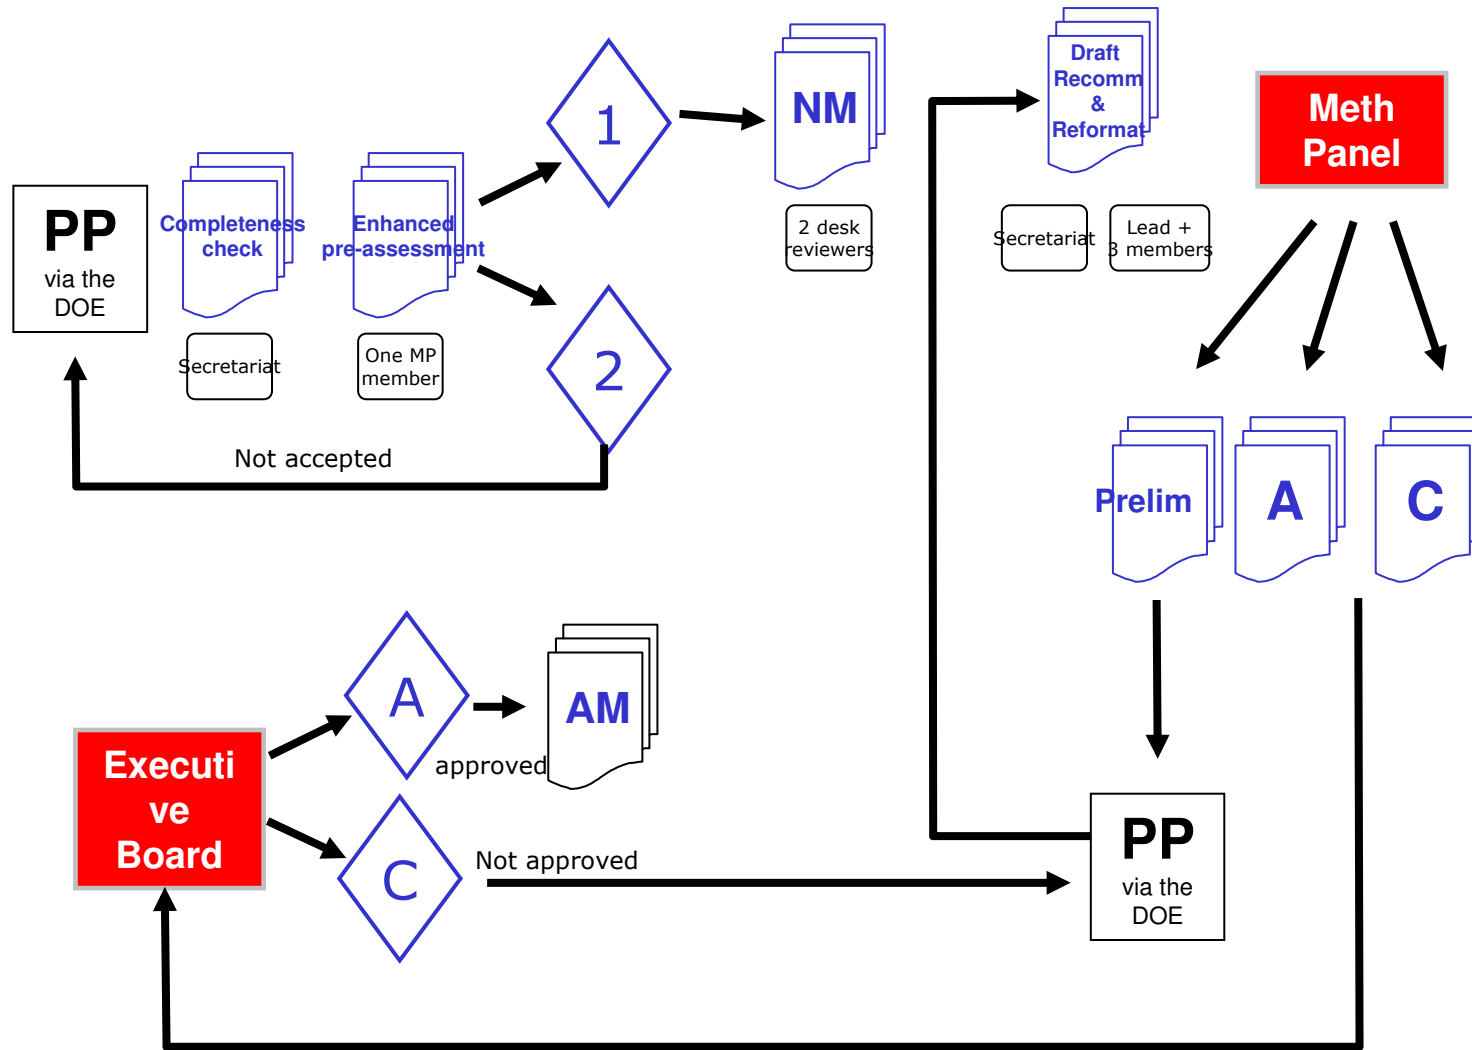 PP
via the
DOE
Completeness
check
Secretariat
Enhanced
pre-assessment
One MP
member
1
2
Not accepted
NM
2 desk
reviewers
Draft
Recomm
&
Reformat
Secretariat
Lead +
3 members
Meth
Panel
Prelim
A
C
PP
via the
DOE
Executi
ve
Board
A
approved
AM
C
Not approved